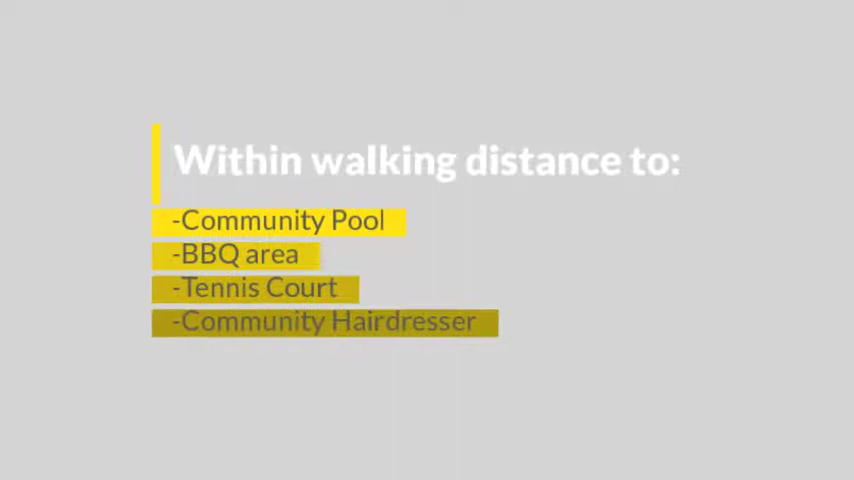 Within walking distance to:
-Community Pool
-BBQ area
-Tennis Court
-Community Hairdresser